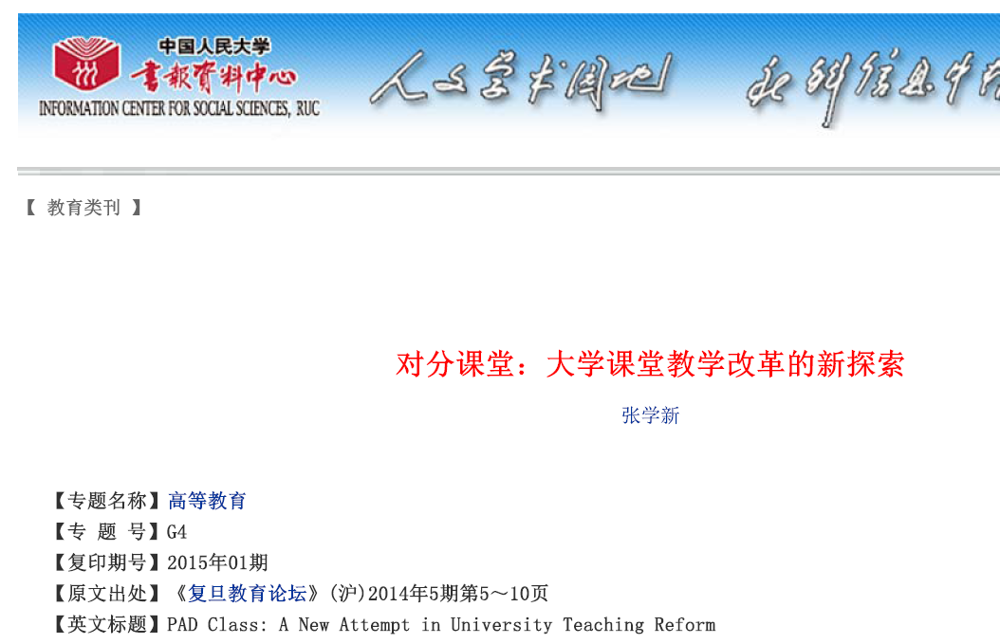 中国人民大学
書報資料中心
INFORMATION CENTER FOR SOCIAL SCIENCES, RUC
人文学术园地 社科信息中
【 教育类刊 】
对分课堂：大学课堂教学改革的新探索
张学新
【专题名称】高等教育
【专 题 号】G4
【复印期号】2015年01期
【原文出处】《复旦教育论坛》(沪)2014年5期第5～10页
【英文标题】PAD Class: A New Attempt in University Teaching Reform